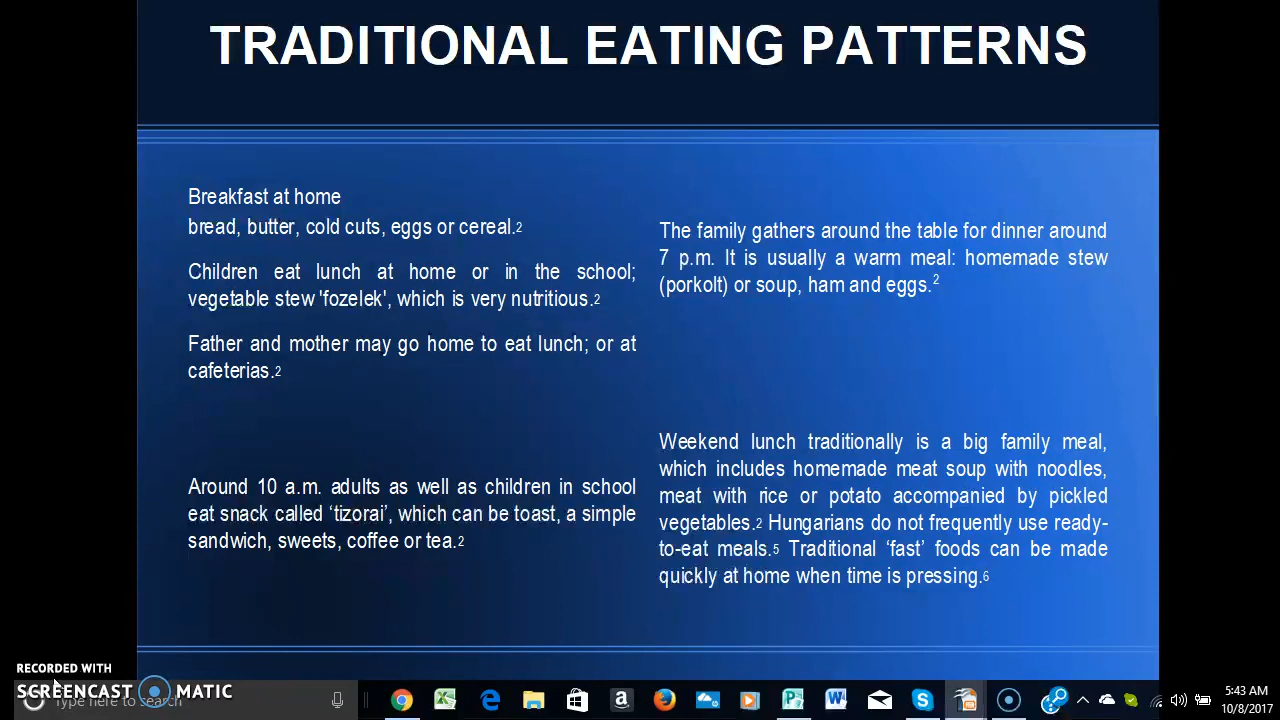 TRADITIONAL EATING PATTERNS
Breakfast at home
bread, butter, cold cuts, eggs or cereal.2
Children eat lunch at home or in the school;
vegetable stew 'fozelek', which is very nutritious.2
Father and mother may go home to eat lunch; or at
cafeterias.2
Around 10 a.m. adults as well as children in school
eat snack called ‘tizorai’, which can be toast, a simple
sandwich, sweets, coffee or tea.2
The family gathers around the table for dinner around
7 p.m. It is usually a warm meal: homemade stew
(porkolt) or soup, ham and eggs.2
Weekend lunch traditionally is a big family meal,
which includes homemade meat soup with noodles,
meat with rice or potato accompanied by pickled
vegetables.2 Hungarians do not frequently use ready-
to-eat meals.5 Traditional ‘fast’ foods can be made
quickly at home when time is pressing.6
RECORDED WITH
SCREENCAST MATIC
Type here to search
5:43 AM
10/8/2017